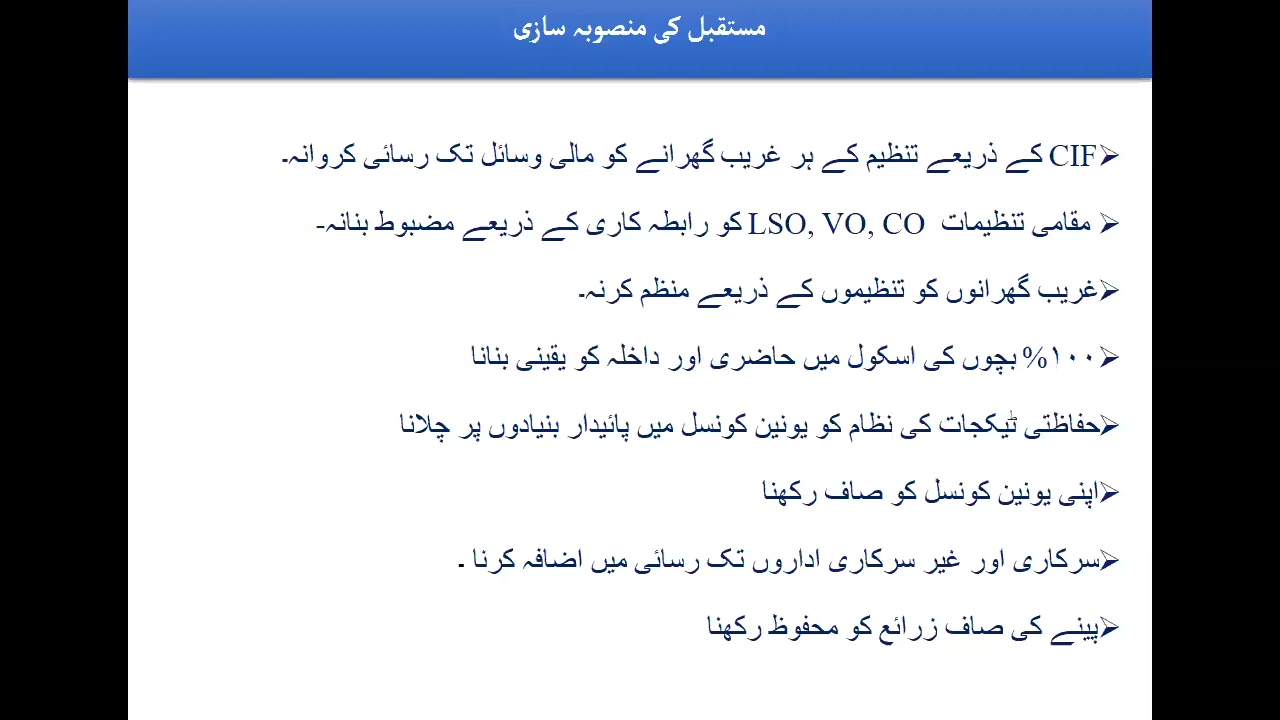 مستقبل کی منصوبہ سازی
CIF کے ذریعے تنظیم کے ہر غریب گھرانے کو مالی وسائل تک رسائی کروانہ۔
مقامی تنظیمات LSO, VO, CO کو رابطہ کاری کے ذریعے مضبوط بنانہ-
غریب گھرانوں کو تنظیموں کے ذریعے منظم کرنہ۔
۱۰۰% بچوں کی اسکول میں حاضری اور داخلہ کو یقینی بنانا
حفاظتی ٹیکجات کی نظام کو یونین کونسل میں پائیدار بنیادوں پر چلانا
اپنی یونین کونسل کو صاف رکھنا
سرکاری اور غیر سرکاری اداروں تک رسائی میں اضافہ کرنا ۔
پینے کی صاف زرائع کو محفوظ رکھنا